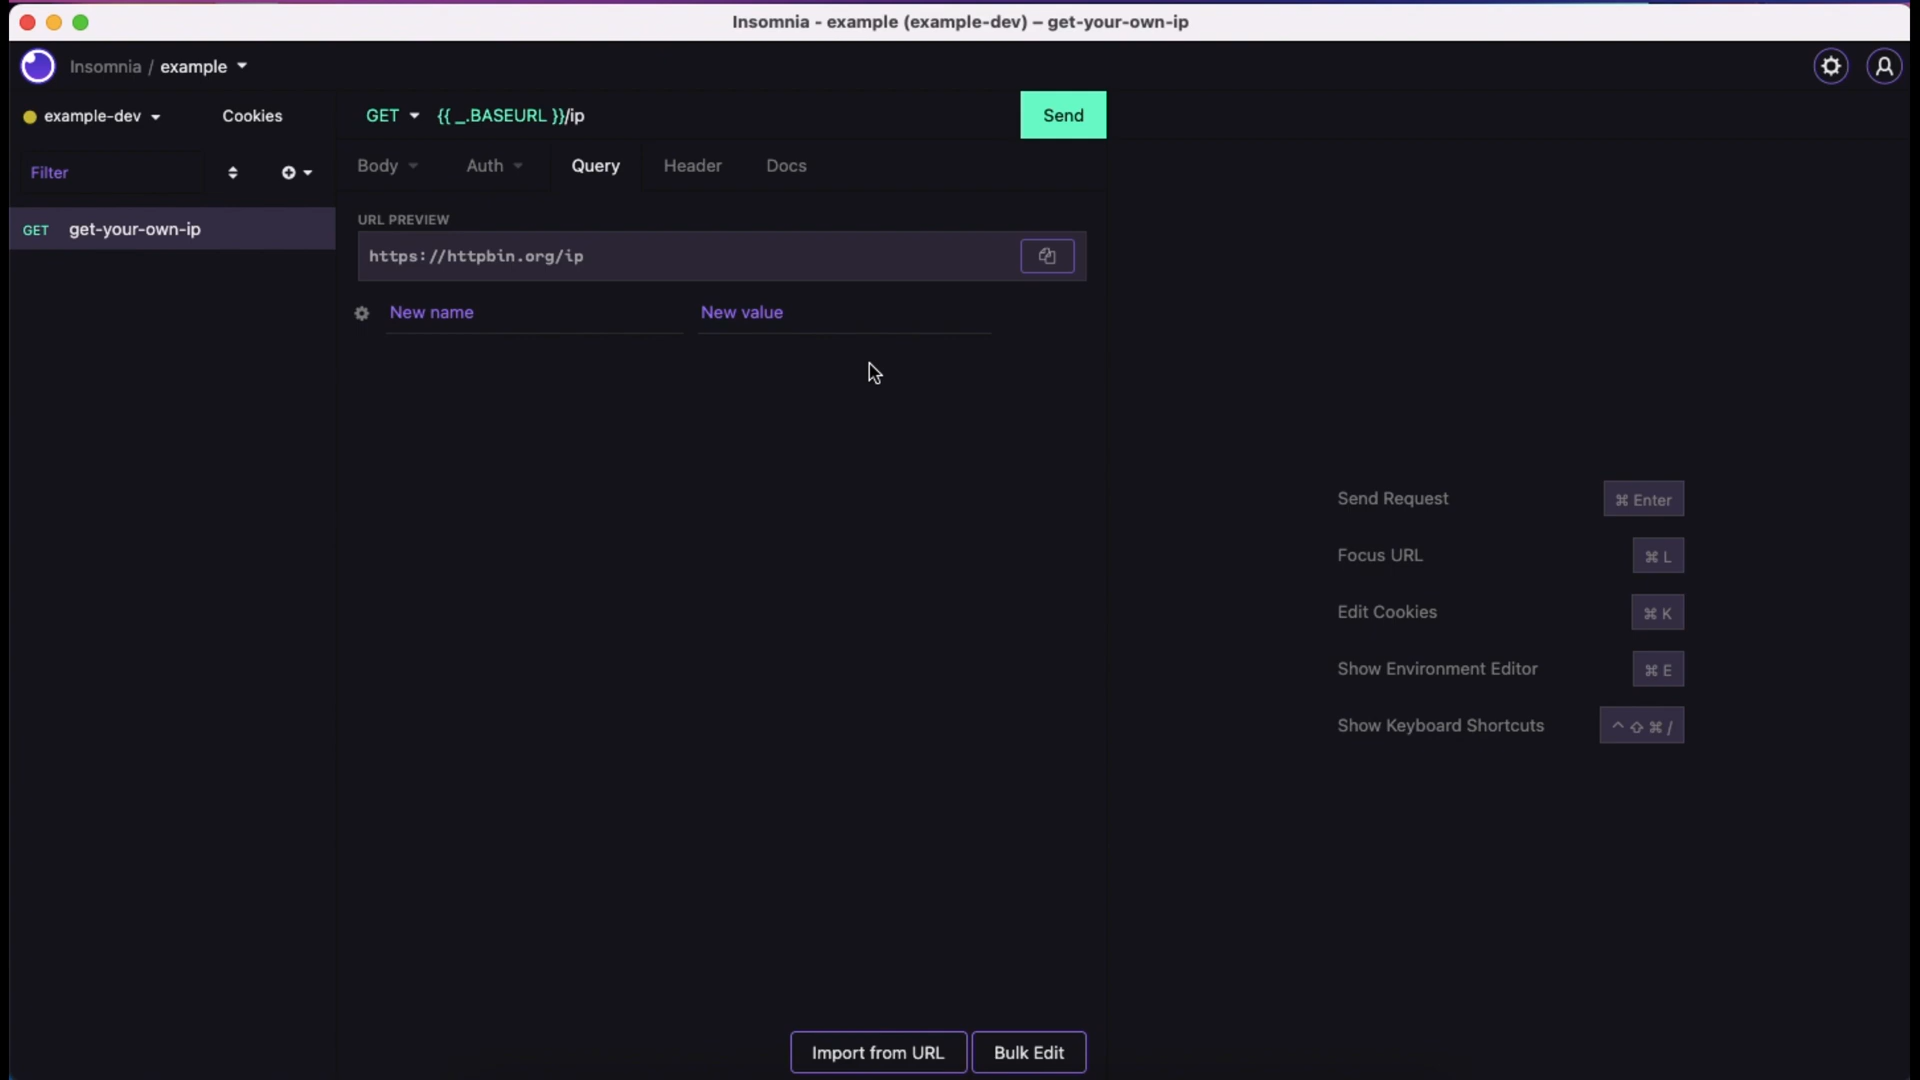 Insomnia - example (example-dev) – get-your-own-ip
Insomnia / example
example-dev
Cookies
GET
{{ _.BASEURL }}/ip
Send
Filter
Body
Auth
Query
Header
Docs
GET get-your-own-ip
URL PREVIEW
https://httpbin.org/ip
New name
New value
Send Request
⌘ Enter
Focus URL
⌘ L
Edit Cookies
⌘ K
Show Environment Editor
⌘ E
Show Keyboard Shortcuts
⌃ ⇧ ⌘ /
Import from URL
Bulk Edit